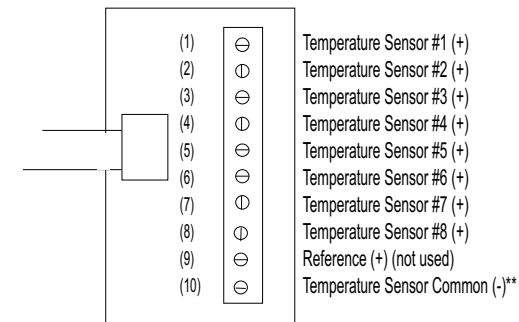 (1) Temperature Sensor #1 (+)
(2) Temperature Sensor #2 (+)
(3) Temperature Sensor #3 (+)
(4) Temperature Sensor #4 (+)
(5) Temperature Sensor #5 (+)
(6) Temperature Sensor #6 (+)
(7) Temperature Sensor #7 (+)
(8) Temperature Sensor #8 (+)
(9) Reference (+) (not used)
(10) Temperature Sensor Common (-)**